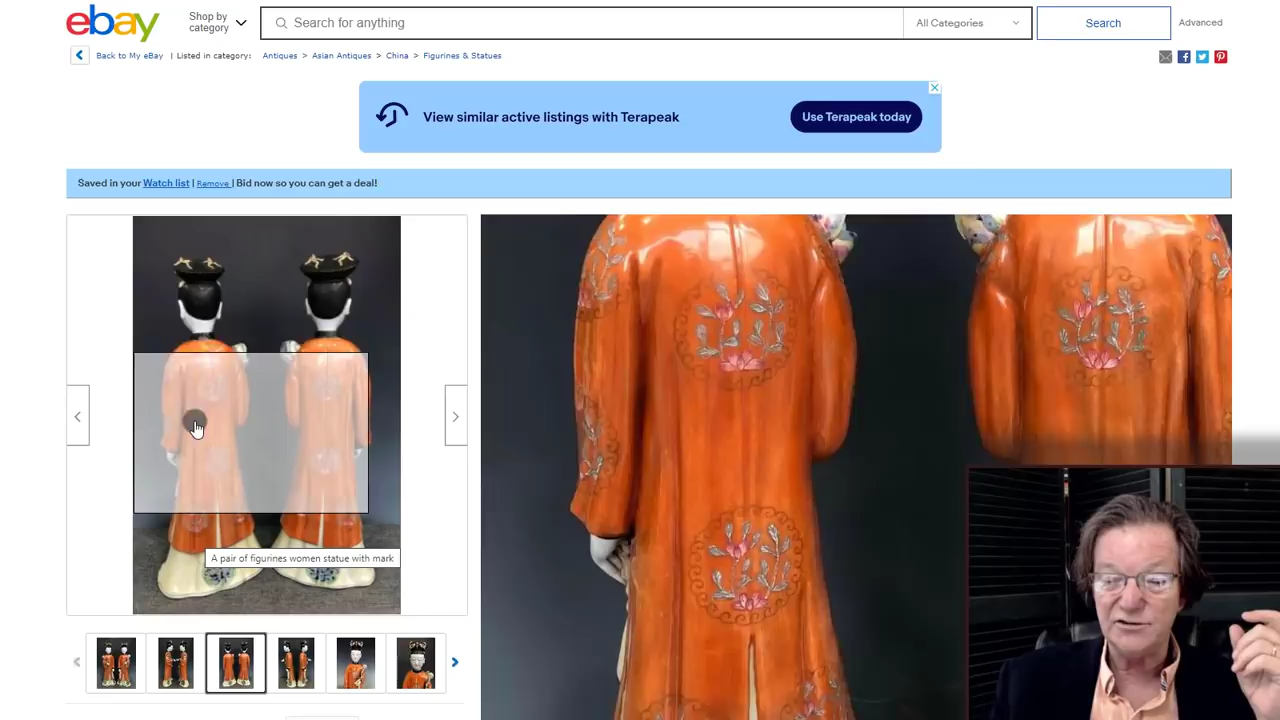 ebay
Shop by
category
Search for anything
All Categories
Search
Advanced
Back to My eBay | Listed in category: Antiques > Asian Antiques > China > Figurines & Statues
View similar active listings with Terapeak
Use Terapeak today
Saved in your Watch list | Remove | Bid now so you can get a deal!
A pair of figurines women statue with mark